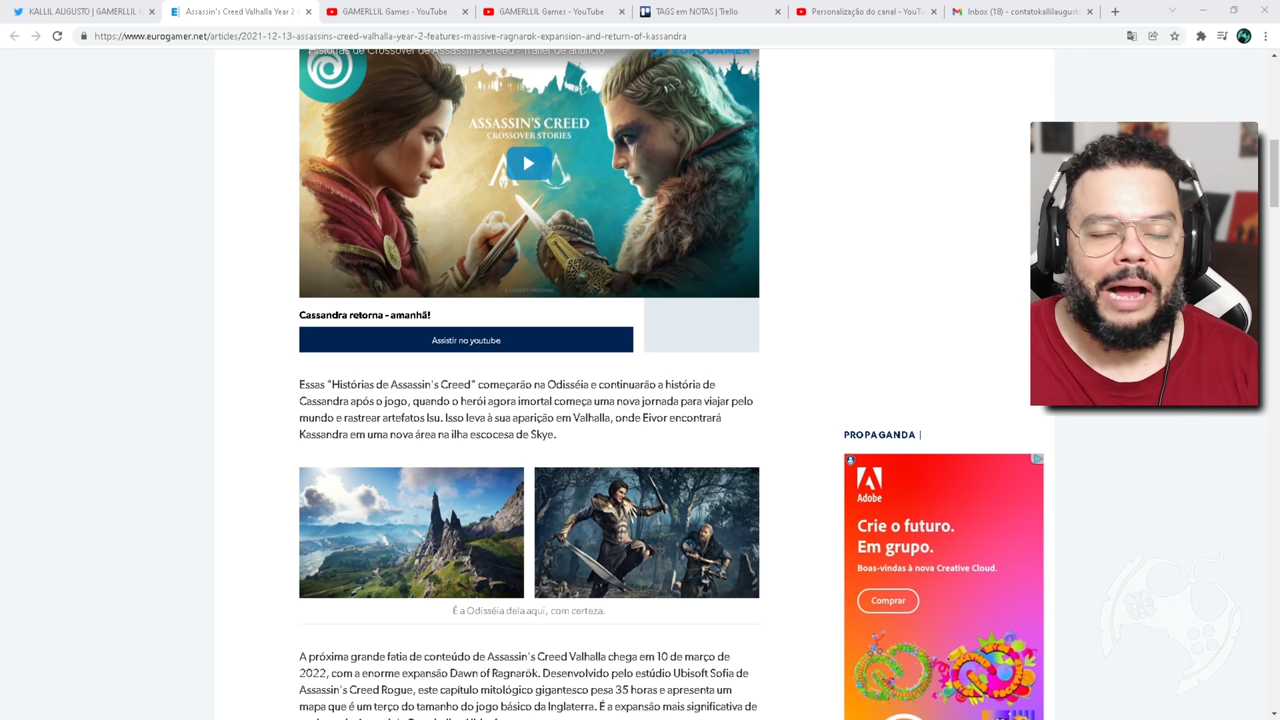 KALLIL AUGUSTO | GAMERLLIL G
Assassin's Creed Valhalla Year 2
GAMERLLIL Games - YouTube
GAMERLLIL Games - YouTube
TAGS em NOTAS | Trello
Personalização do canal - YouTu
Inbox (18) - contatokallilaugust
https://www.eurogamer.net/articles/2021-12-13-assassins-creed-valhalla-year-2-features-massive-ragnarok-expansion-and-return-of-kassandra
Histórias de Crossover de Assassin's Creed - Trailer de anúncio
EUROGAMER
ASSASSIN'S CREED
CROSSOVER STORIES
Cassandra retorna - amanhã!
Assistir no youtube
Essas "Histórias de Assassin's Creed" começarão na Odisséia e continuarão a história de
Cassandra após o jogo, quando o herói agora imortal começa uma nova jornada para viajar pelo
mundo e rastrear artefatos Isu. Isso leva à sua aparição em Valhalla, onde Eivor encontrará
Kassandra em uma nova área na ilha escocesa de Skye.
PROPAGANDA |
Adobe
Crie o futuro.
Em grupo.
Boas-vindas à nova Creative Cloud.
Comprar
É a Odisséia dela aqui, com certeza.
A próxima grande fatia de conteúdo de Assassin's Creed Valhalla chega em 10 de março de
2022, com a enorme expansão Dawn of Ragnarök. Desenvolvido pelo estúdio Ubisoft Sofia de
Assassin's Creed Rogue, este capítulo mitológico gigantesco pesa 35 horas e apresenta um
mapa que é um terço do tamanho do jogo básico da Inglaterra. É a expansão mais significativa de